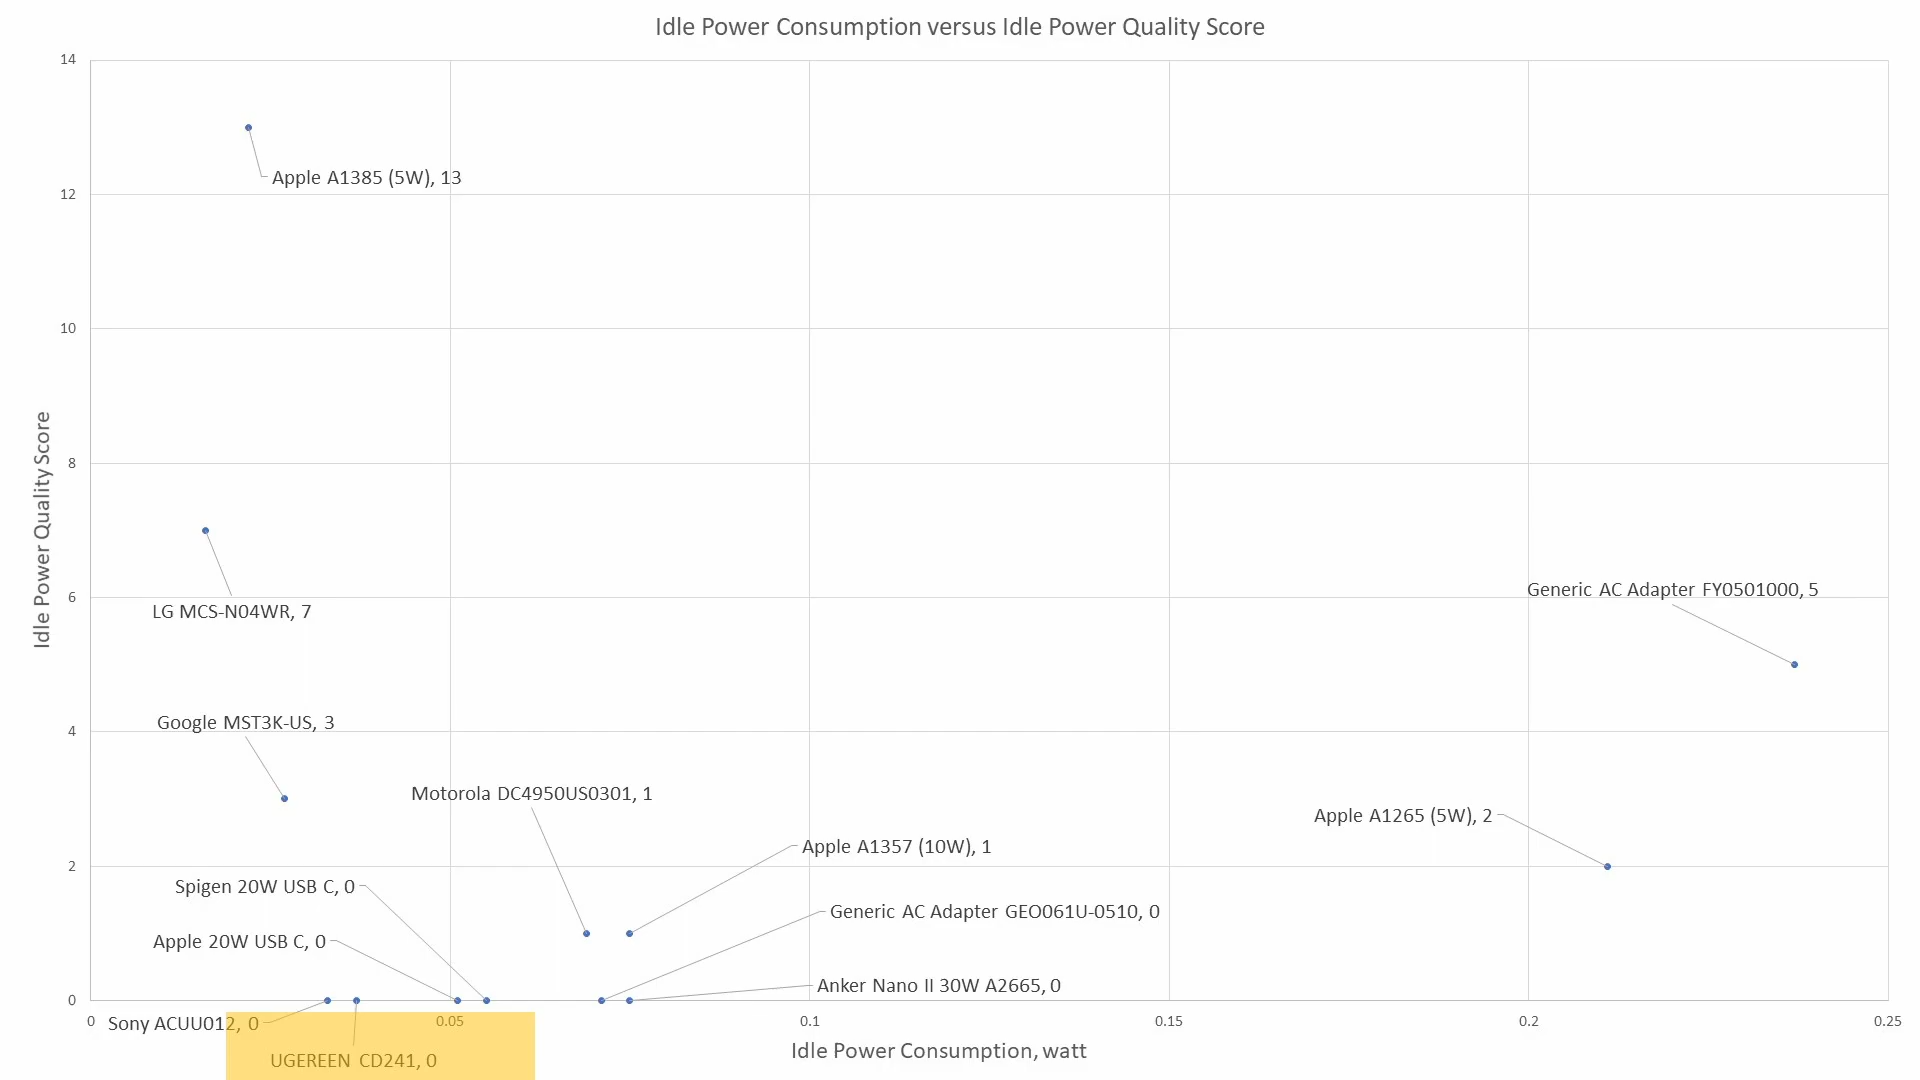 Idle Power Consumption versus Idle Power Quality Score
14
Apple A1385 (5W), 13
12
10
8
Idle Power Quality Score
LG MCS-N04WR, 7
6
Generic AC Adapter FY0501000, 5
Google MST3K-US, 3
4
Motorola DC4950US0301, 1
Apple A1265 (5W), 2
Apple A1357 (10W), 1
2
Spigen 20W USB C, 0
Generic AC Adapter GEO061U-0510, 0
Apple 20W USB C, 0
Anker Nano II 30W A2665, 0
0
Sony ACUU012, 0
UGEREEN CD241, 0
0 0.05 0.1 0.15 0.2 0.25
Idle Power Consumption, watt